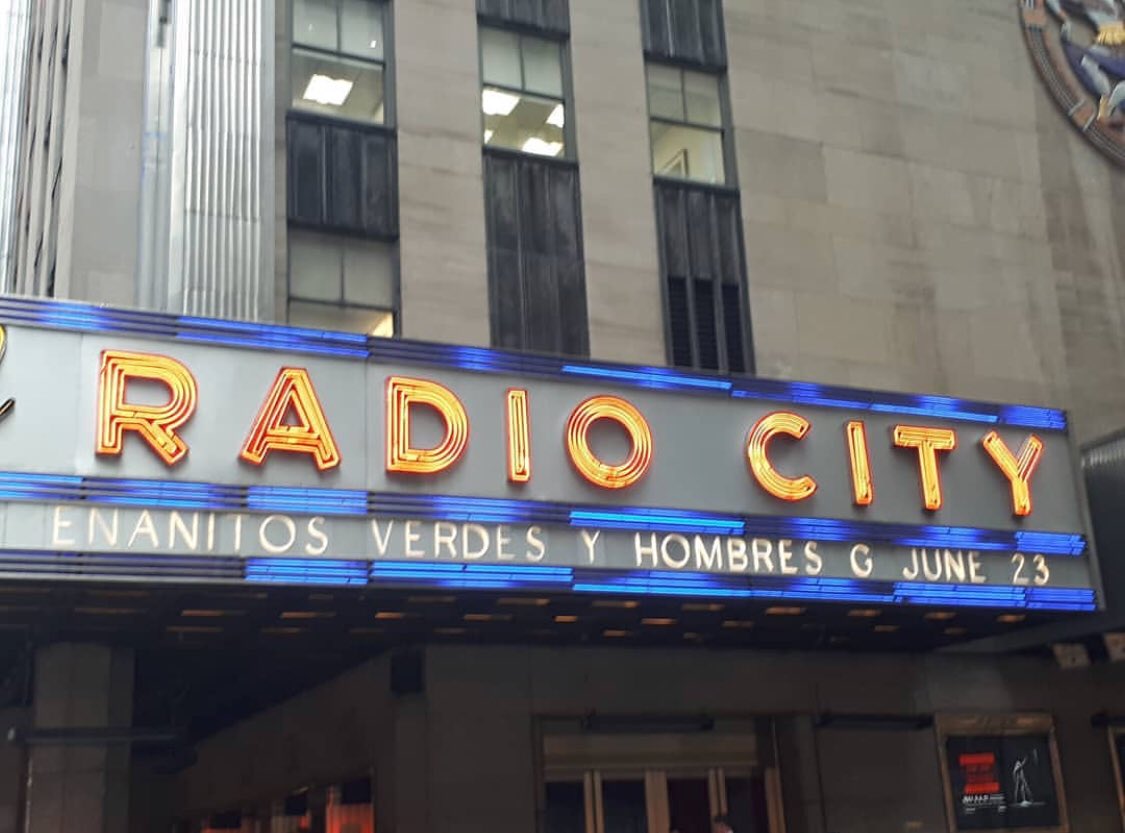 RADIO CITY
ENANITOS VERDES Y HOMBRES G JUNE 23